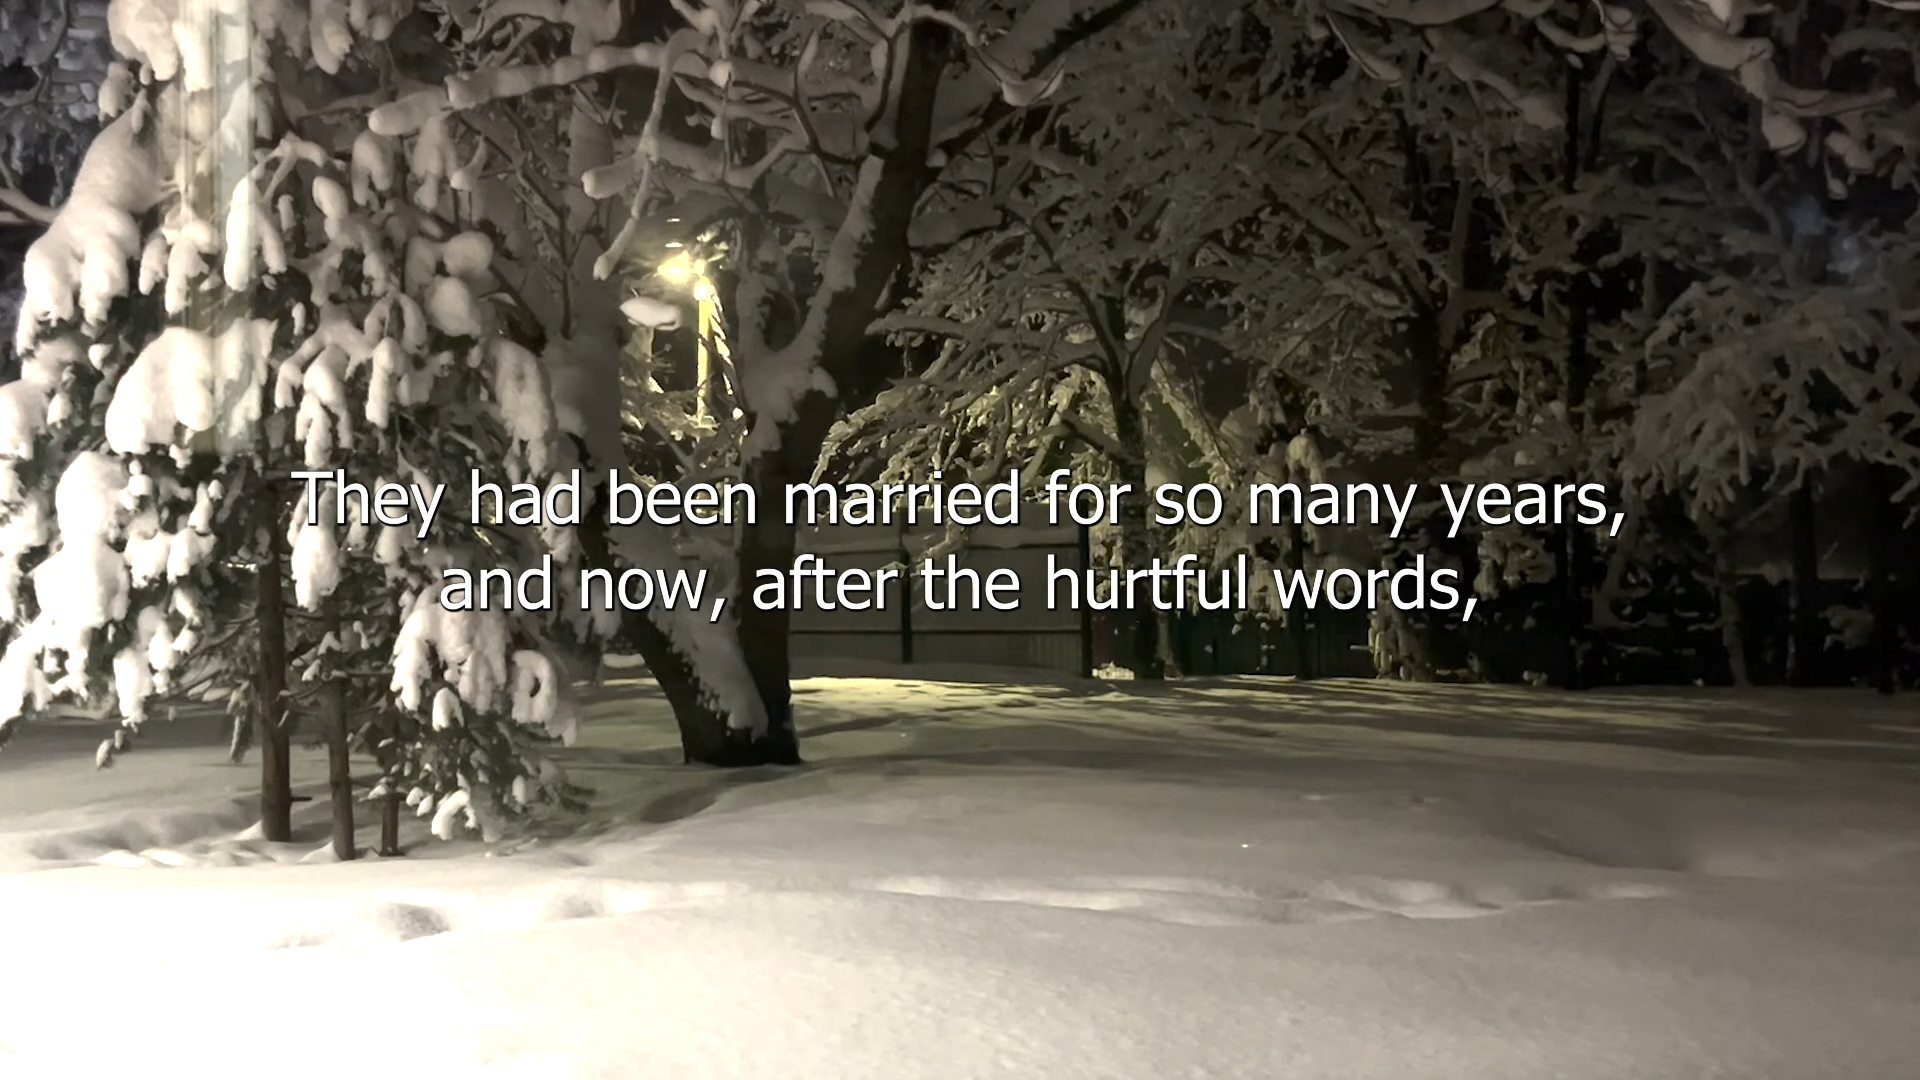 They had been married for so many years,
and now, after the hurtful words,